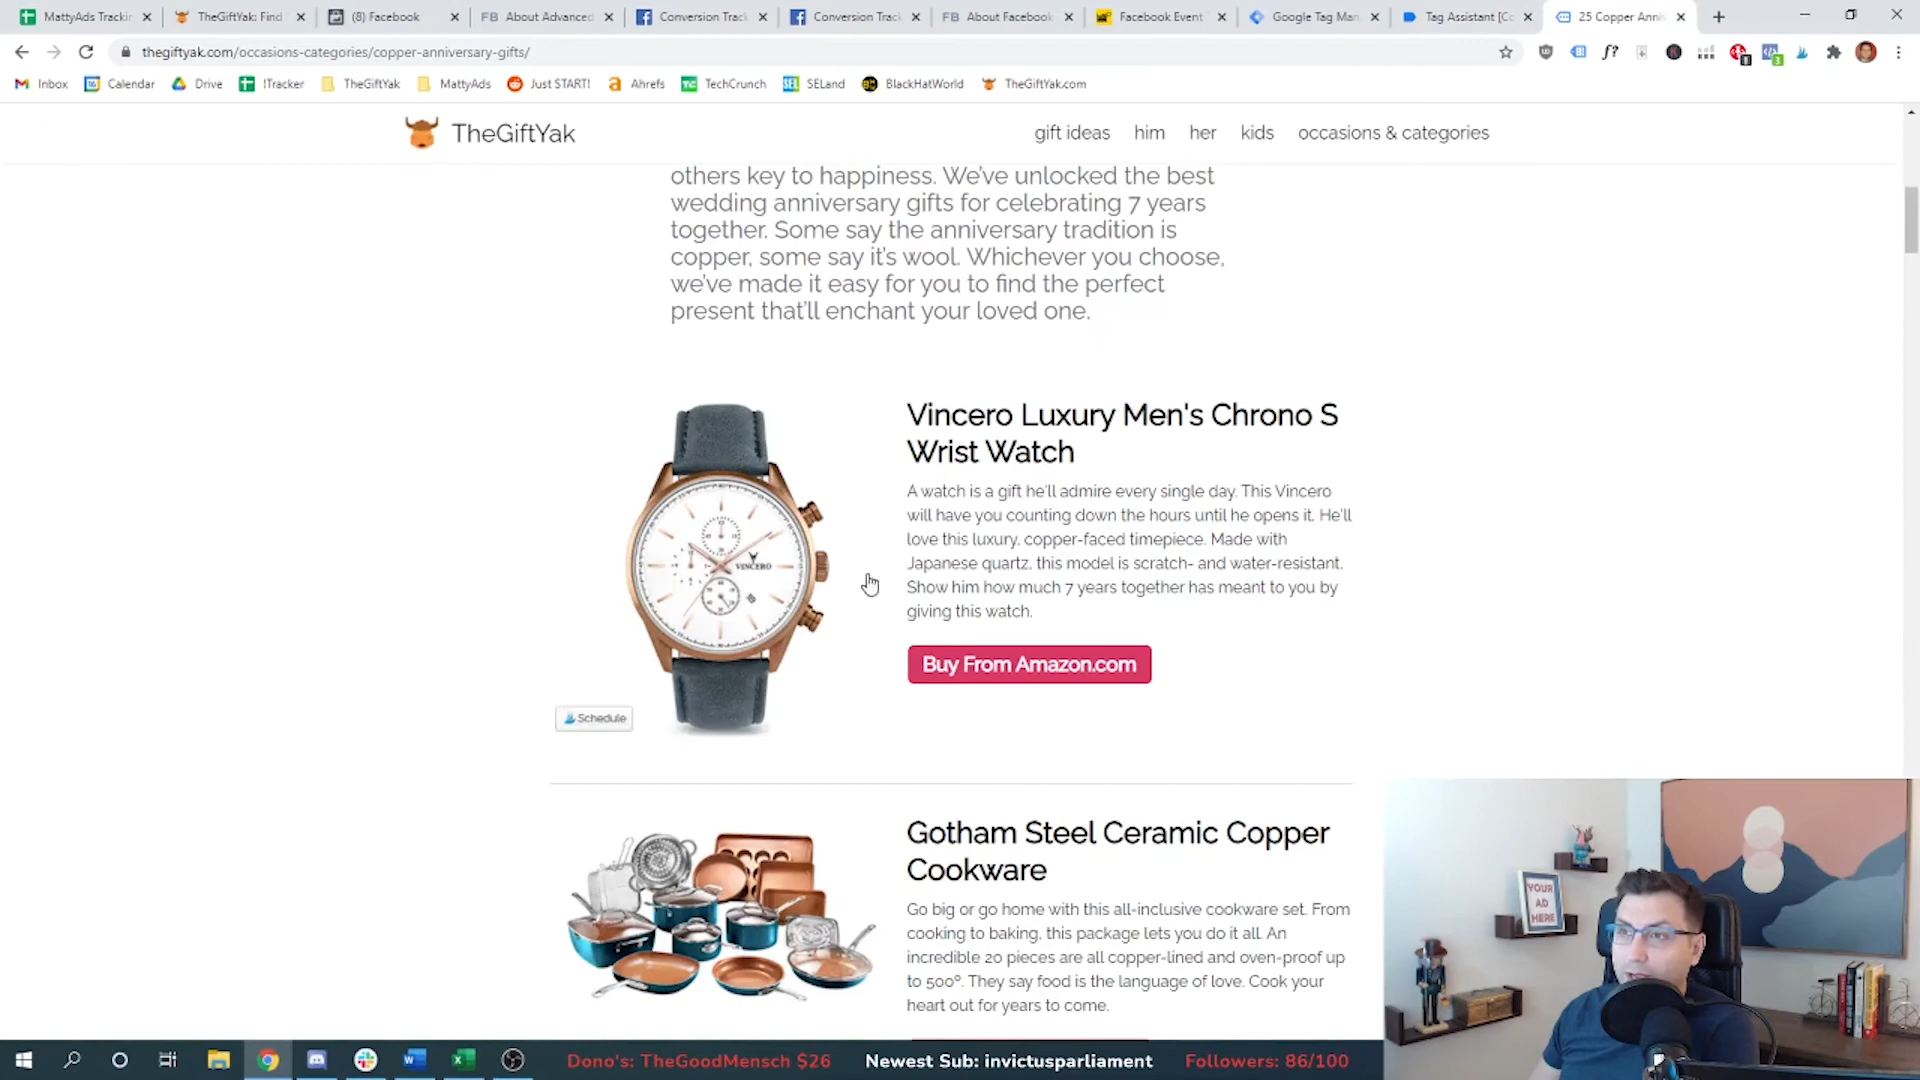 MattyAds Trackin
TheGiftYak: Find
(8) Facebook
About Advanced
Conversion Track
Conversion Track
About Facebook
Facebook Event
Google Tag Man
Tag Assistant [Co
25 Copper Anni
thegiftyak.com/occasions-categories/copper-anniversary-gifts/
Inbox
Calendar
Drive
!Tracker
TheGiftYak
MattyAds
Just START!
Ahrefs
TechCrunch
SELand
BlackHatWorld
TheGiftYak.com
TheGiftYak
gift ideas
him
her
kids
occasions & categories
others key to happiness. We've unlocked the best
wedding anniversary gifts for celebrating 7 years
together. Some say the anniversary tradition is
copper, some say it's wool. Whichever you choose,
we've made it easy for you to find the perfect
present that'll enchant your loved one.
Vincero Luxury Men's Chrono S
Wrist Watch
A watch is a gift he'll admire every single day. This Vincero
will have you counting down the hours until he opens it. He'll
love this luxury, copper-faced timepiece. Made with
Japanese quartz, this model is scratch- and water-resistant.
Show him how much 7 years together has meant to you by
giving this watch.
VINCERO
Buy From Amazon.com
Schedule
Gotham Steel Ceramic Copper
Cookware
Go big or go home with this all-inclusive cookware set. From
cooking to baking, this package lets you do it all. An
incredible 20 pieces are all copper-lined and oven-proof up
to 500º. They say food is the language of love. Cook your
heart out for years to come.
YOUR
AD
HERE
Dono's: TheGoodMensch $26
Newest Sub: invictusparliament
Followers: 86/100